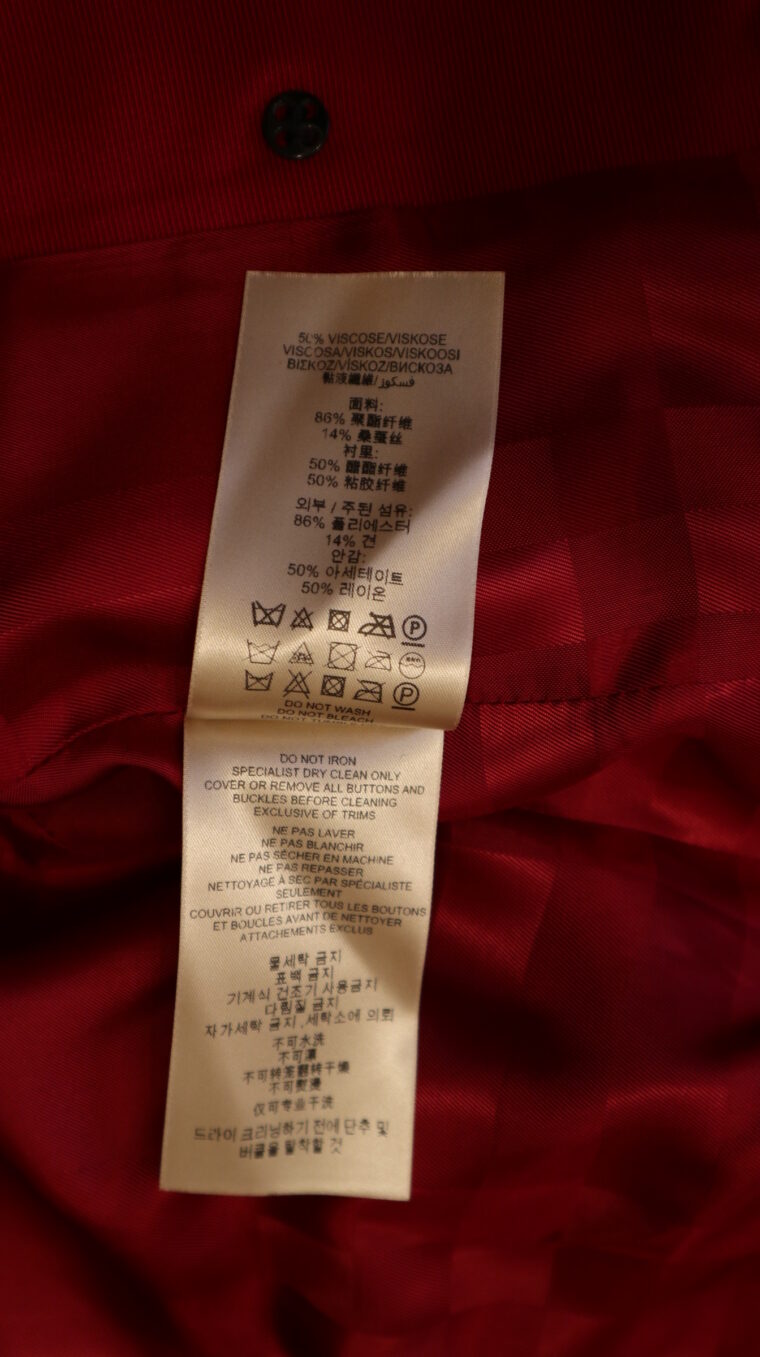 50% VISCOSE/VISKOSE
VISCOSA/VISKOS/VISKOOSI
ΒΙΣΚΟΖ/VİSKOZ/ВИСКОЗА
黏液纖維/فسكوز
面料:
86% 聚酯纤维
14% 桑蚕丝
衬里:
50% 醋酯纤维
50% 粘胶纤维
외부 / 주된 섬유:
86% 폴리에스터
14% 견
안감:
50% 아세테이트
50% 레이온
P
P
DO NOT WASH
DO NOT BLEACH
DO NOT TUMBLE
DO NOT IRON
SPECIALIST DRY CLEAN ONLY
COVER OR REMOVE ALL BUTTONS AND
BUCKLES BEFORE CLEANING
EXCLUSIVE OF TRIMS
NE PAS LAVER
NE PAS BLANCHIR
NE PAS SÉCHER EN MACHINE
NE PAS REPASSER
NETTOYAGE À SEC PAR SPÉCIALISTE
SEULEMENT
COUVRIR OU RETIRER TOUS LES BOUTONS
ET BOUCLES AVANT DE NETTOYER
ATTACHEMENTS EXCLUS
물세탁 금지
표백 금지
기계식 건조기 사용금지
다림질 금지
자가세탁 금지,세탁소에 의뢰
不可水洗
不可漂
不可转笼翻转干燥
不可熨烫
仅可专业干洗
드라이 크리닝하기 전에 단추 및
버클을 탈착할 것